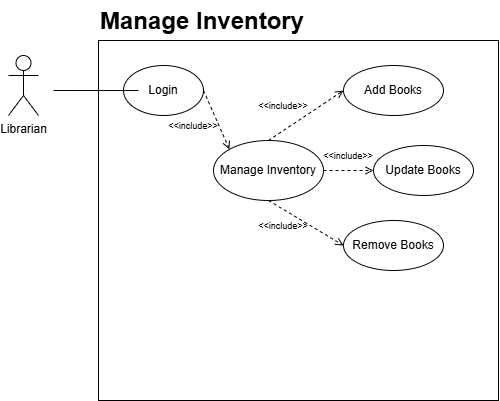 Manage Inventory
Librarian
Login
<<include>>
Manage Inventory
<<include>>
Add Books
<<include>>
Update Books
<<include>>
Remove Books